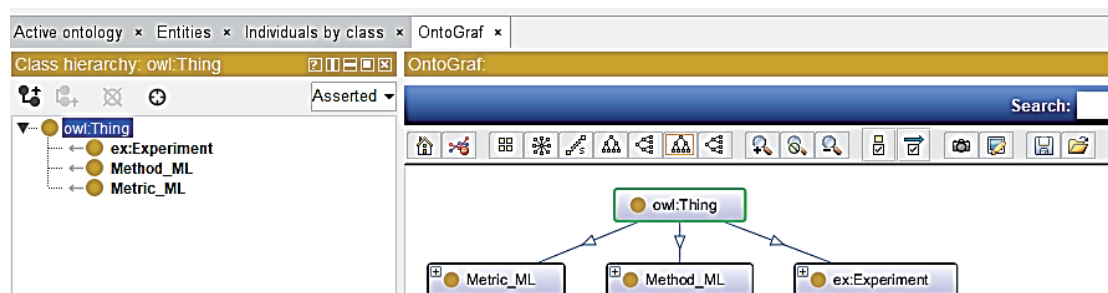 Active ontology × Entities × Individuals by class × OntoGraf ×
Class hierarchy: owl:Thing
OntoGraf:
Asserted
Search:
owl:Thing
ex:Experiment
Method_ML
Metric_ML
owl:Thing
Metric_ML Method_ML ex:Experiment